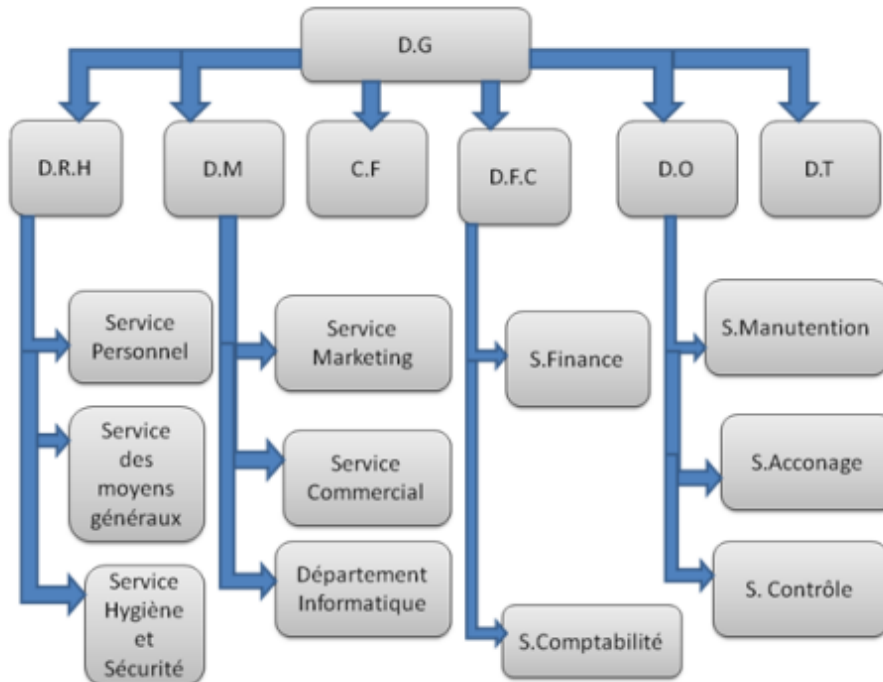 D.G
D.R.H
D.M
C.F
D.F.C
D.O
D.T
Service
Personnel
Service
des
moyens
généraux
Service
Hygiène
et
Sécurité
Service
Marketing
Service
Commercial
Département
Informatique
S.Finance
S.Comptabilité
S.Manutention
S.Acconage
S. Contrôle